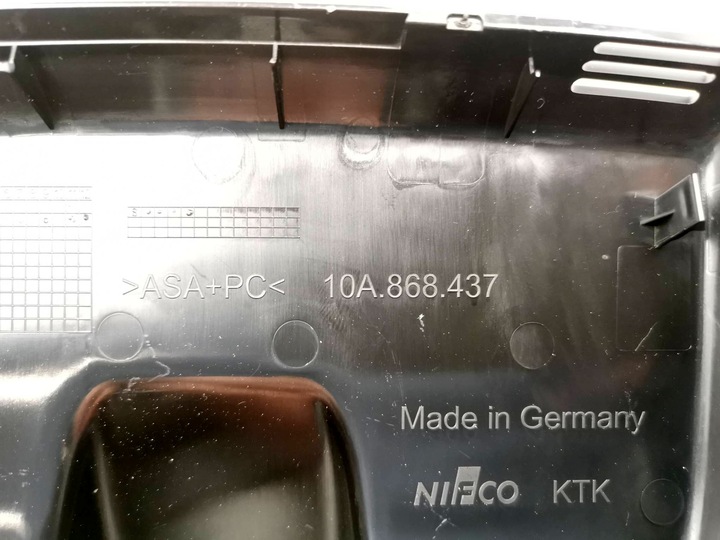 >ASA+PC< 10A.868.437
Made in Germany
NIFCO KTK